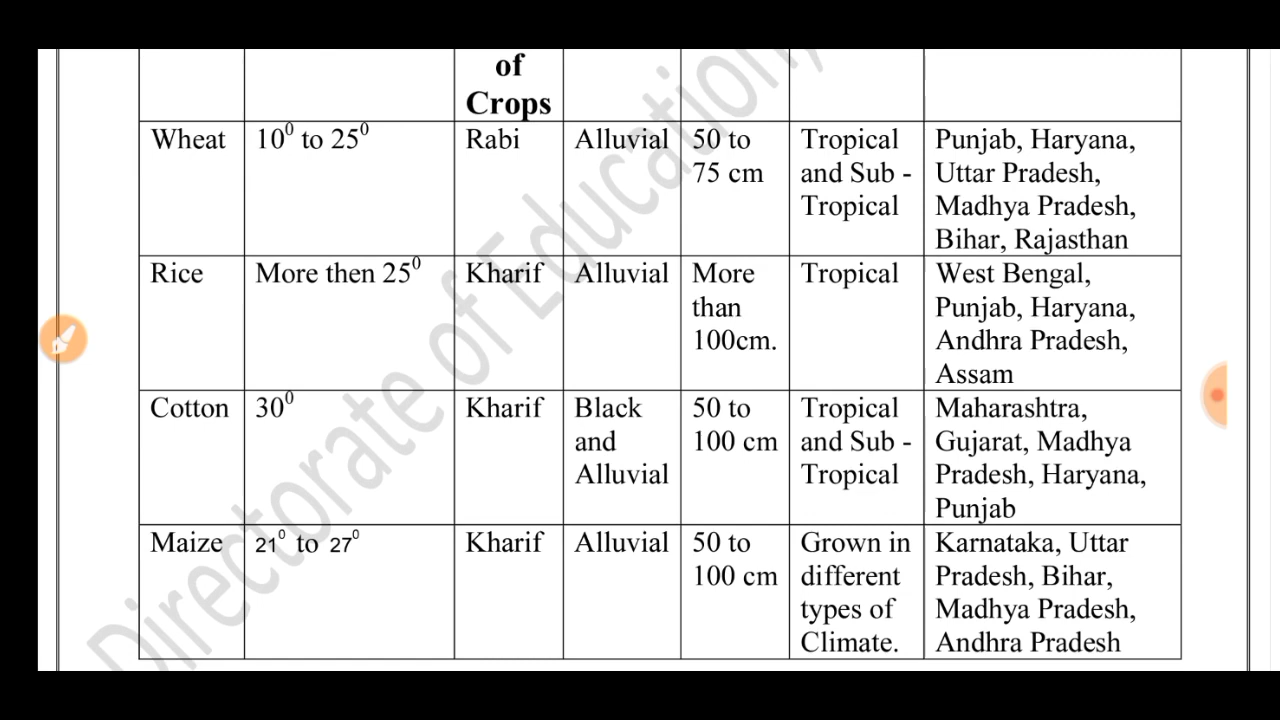 of
Crops
Wheat 10⁰ to 25⁰ Rabi Alluvial 50 to 75 cm Tropical and Sub - Tropical Punjab, Haryana, Uttar Pradesh, Madhya Pradesh, Bihar, Rajasthan
Rice More then 25⁰ Kharif Alluvial More than 100cm. Tropical West Bengal, Punjab, Haryana, Andhra Pradesh, Assam
Cotton 30⁰ Kharif Black and Alluvial 50 to 100 cm Tropical and Sub - Tropical Maharashtra, Gujarat, Madhya Pradesh, Haryana, Punjab
Maize 21⁰ to 27⁰ Kharif Alluvial 50 to 100 cm Grown in different types of Climate. Karnataka, Uttar Pradesh, Bihar, Madhya Pradesh, Andhra Pradesh
Directorate of Education,